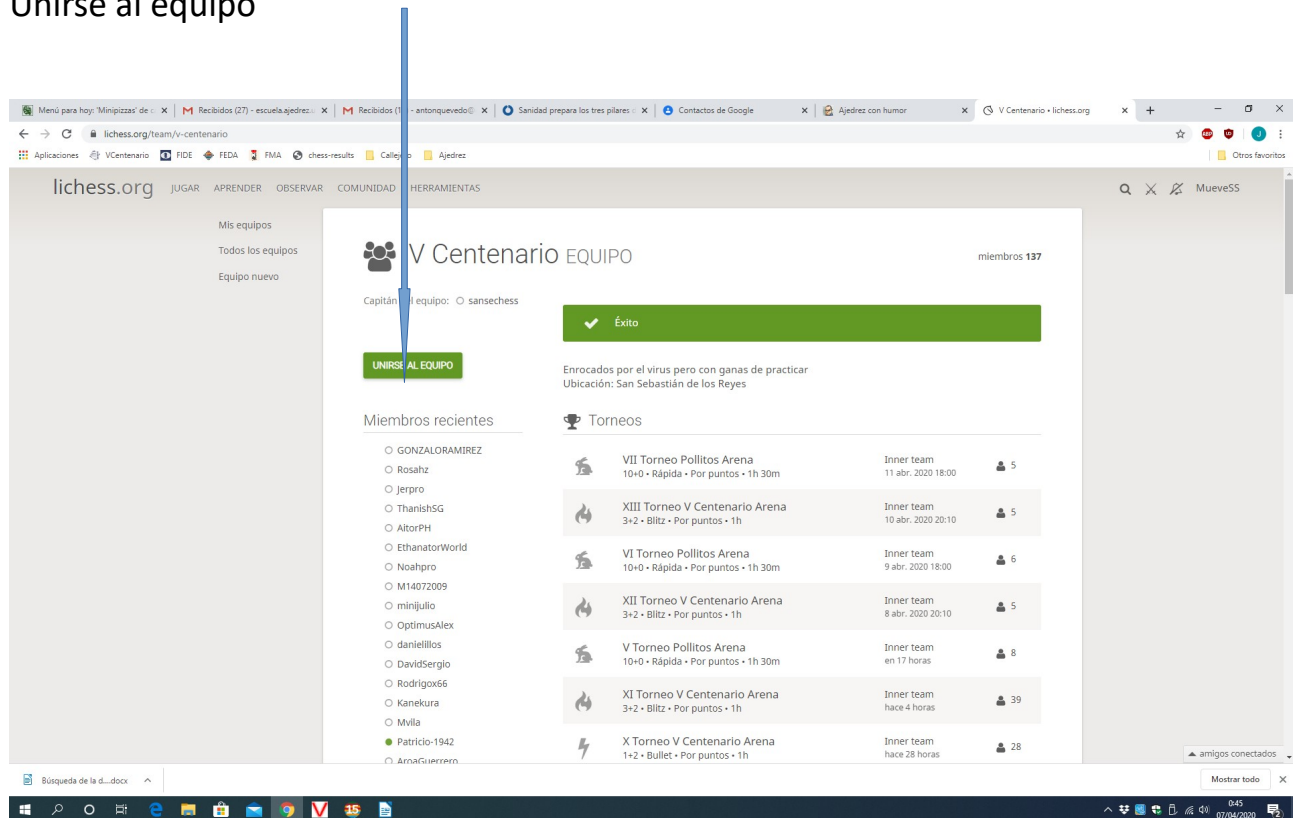 Unirse al equipo
Menú para hoy: 'Minipizzas' de c
Recibidos (27) - escuela.ajedrez.
Recibidos (1 - antonquevedo@
Sanidad prepara los tres pilares
Contactos de Google
Ajedrez con humor
V Centenario • lichess.org
lichess.org/team/v-centenario
Aplicaciones VCentenario FIDE FEDA FMA chess-results Ajedrez Otros favoritos
lichess.org JUGAR APRENDER OBSERVAR COMUNIDAD HERRAMIENTAS MueveSS
Mis equipos
Todos los equipos
Equipo nuevo
V Centenario EQUIPO
miembros 137
Capitán el equipo: sansechess
Éxito
UNIRSE AL EQUIPO
Enrocados por el virus pero con ganas de practicar
Ubicación: San Sebastián de los Reyes
Miembros recientes
GONZALORAMIREZ
Rosahz
Jerpro
ThanishSG
AitorPH
EthanatorWorld
Noahpro
M14072009
minijulio
OptimusAlex
danielillos
DavidSergio
Rodrigox66
Kanekura
Mvila
Patricio-1942
AroaGuerrero
Torneos
VII Torneo Pollitos Arena Inner team 5
10+0 • Rápida • Por puntos • 1h 30m 11 abr. 2020 18:00
XIII Torneo V Centenario Arena Inner team 5
3+2 • Blitz • Por puntos • 1h 10 abr. 2020 20:10
VI Torneo Pollitos Arena Inner team 6
10+0 • Rápida • Por puntos • 1h 30m 9 abr. 2020 18:00
XII Torneo V Centenario Arena Inner team 5
3+2 • Blitz • Por puntos • 1h 8 abr. 2020 20:10
V Torneo Pollitos Arena Inner team 8
10+0 • Rápida • Por puntos • 1h 30m en 17 horas
XI Torneo V Centenario Arena Inner team 39
3+2 • Blitz • Por puntos • 1h hace 4 horas
X Torneo V Centenario Arena Inner team 28
1+2 • Bullet • Por puntos • 1h hace 28 horas
amigos conectados
Búsqueda de la d....docx
Mostrar todo
0:45
07/04/2020